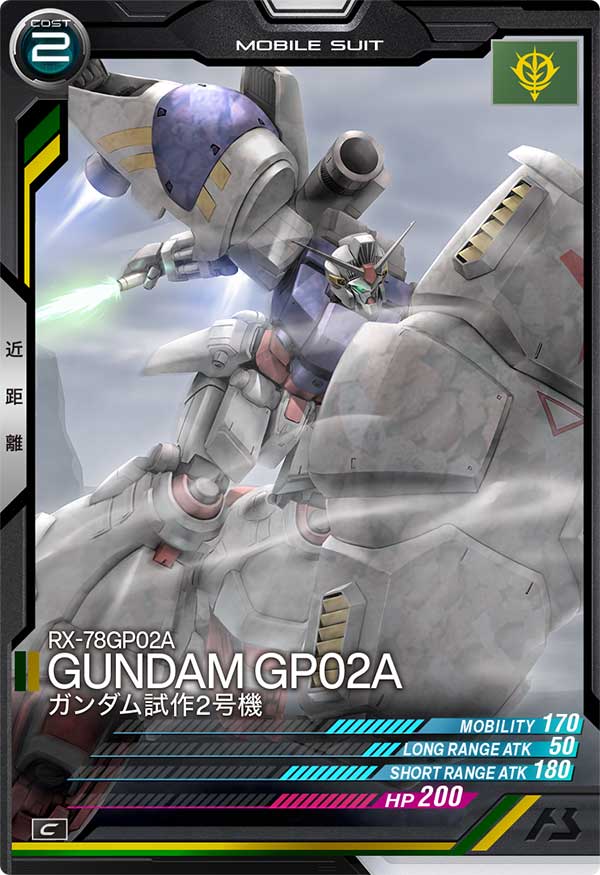 COST
2
MOBILE SUIT
近距離
RX-78GP02A
GUNDAM GP02A
ガンダム試作2号機
MOBILITY 170
LONG RANGE ATK 50
SHORT RANGE ATK 180
HP 200
C